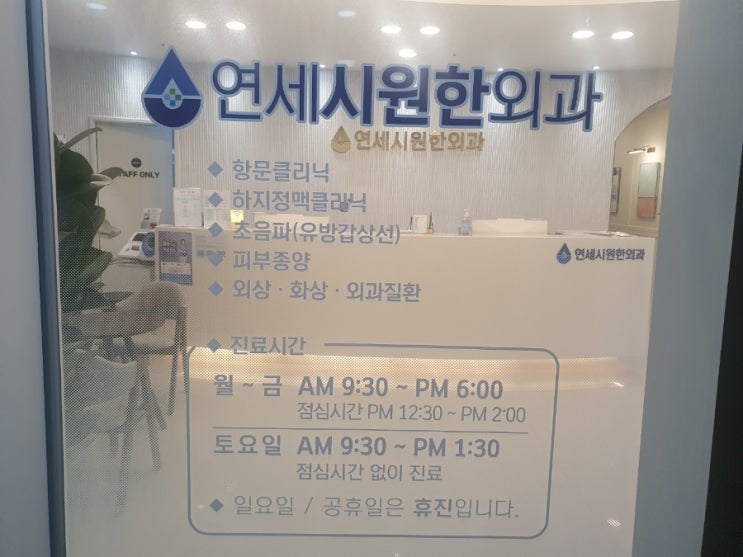 연세시원한외과
연세시원한외과
STAFF ONLY
◆ 항문클리닉
◆ 하지정맥클리닉
◆ 초음파(유방갑상선)
◆ 피부종양
◆ 외상 · 화상 · 외과질환
연세시원한외과
◆ 진료시간
월 ~ 금 AM 9:30 ~ PM 6:00
점심시간 PM 12:30 ~ PM 2:00
토요일 AM 9:30 ~ PM 1:30
점심시간 없이 진료
◆ 일요일 / 공휴일은 휴진입니다.